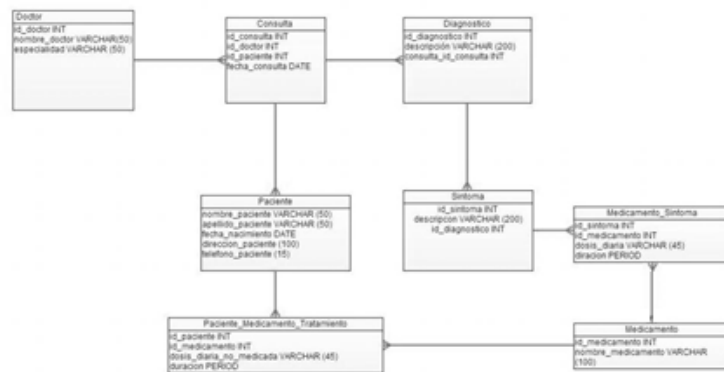 Doctor
id_doctor INT
nombre_doctor VARCHAR(50)
especialidad VARCHAR (50)
Consulta
id_consulta INT
id_doctor INT
id_paciente INT
fecha_consulta DATE
Diagnostico
id_diagnostico INT
descripción VARCHAR (200)
consulta_id_consulta INT
Paciente
nombre_paciente VARCHAR (50)
apellido_paciente VARCHAR (50)
fecha_nacimiento DATE
direccion_paciente (100)
telefono_paciente (15)
Sintoma
id_sintoma INT
descripcon VARCHAR (200)
id_diagnostico INT
Medicamento_Sintoma
id_sintoma INT
id_medicamento INT
dosis_diaria VARCHAR (45)
diracion PERIOD
Paciente_Medicamento_Tratamiento
id_paciente INT
id_medicamento INT
dosis_diaria_no_medicada VARCHAR (45)
duracion PERIOD
Medicamento
id_medicamento INT
nombre_medicamento VARCHAR
(100)